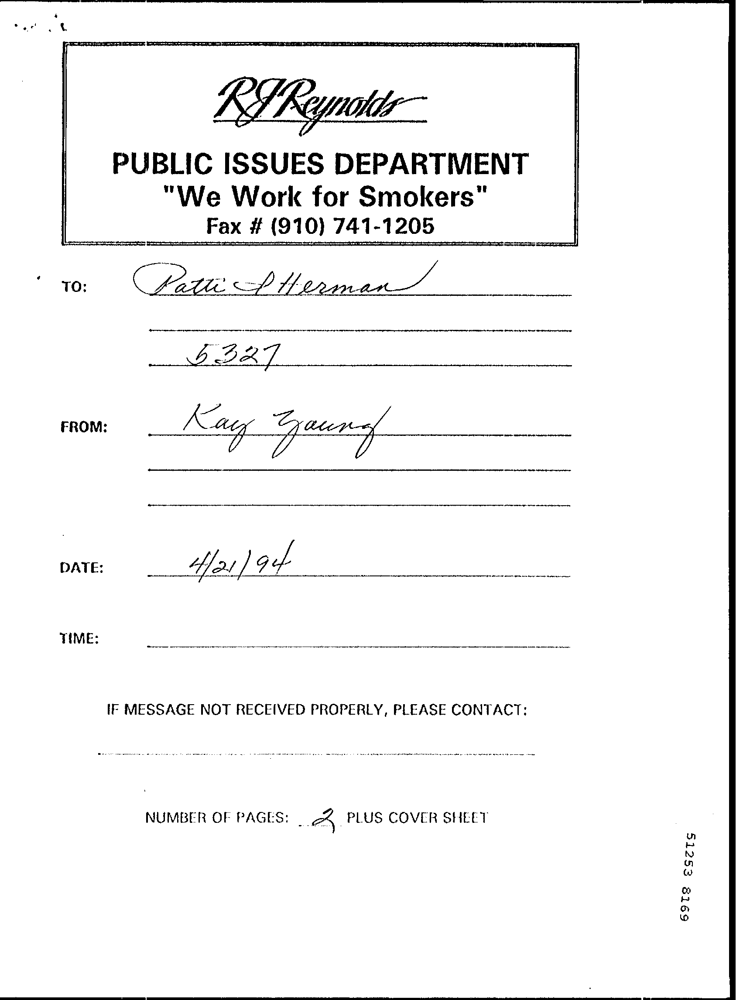 RJReynolds
PUBLIC ISSUES DEPARTMENT
"We Work for Smokers"
Fax # (910) 741-1205
TO: Patti Herman
5327
FROM: Kay Young
DATE: 4/21/94
TIME:
IF MESSAGE NOT RECEIVED PROPERLY, PLEASE CONTACT:
NUMBER OF PAGES: 2 PLUS COVER SHEET
51253 8169